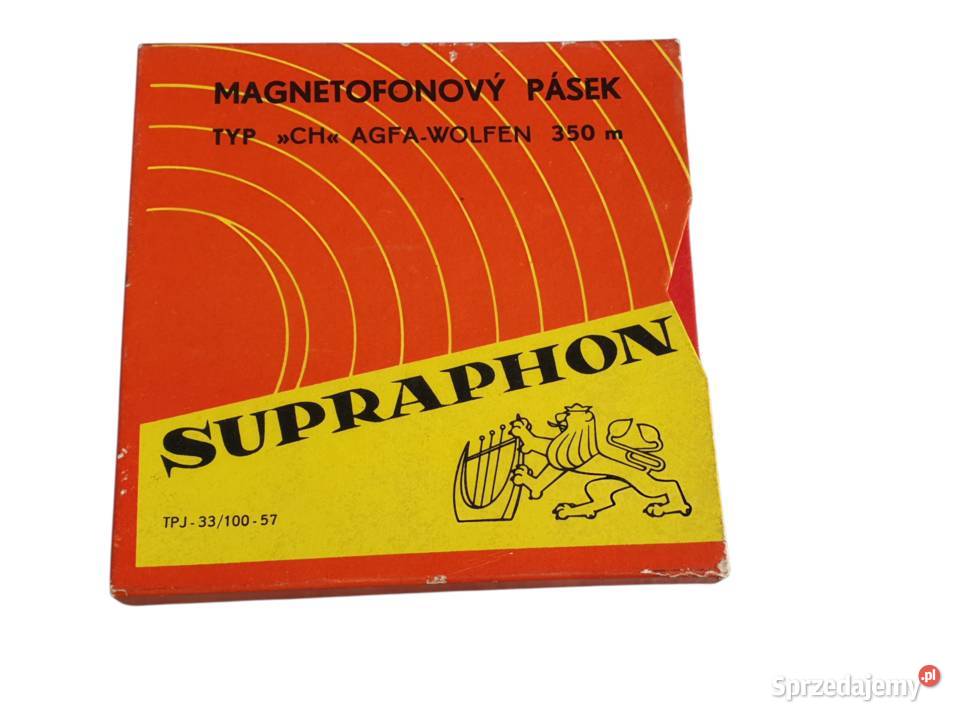 MAGNETOFONOVÝ PÁSEK
TYP »CH« AGFA-WOLFEN 350 m
SUPRAPHON
TPJ - 33/100 - 57
Sprzedajemy .pl